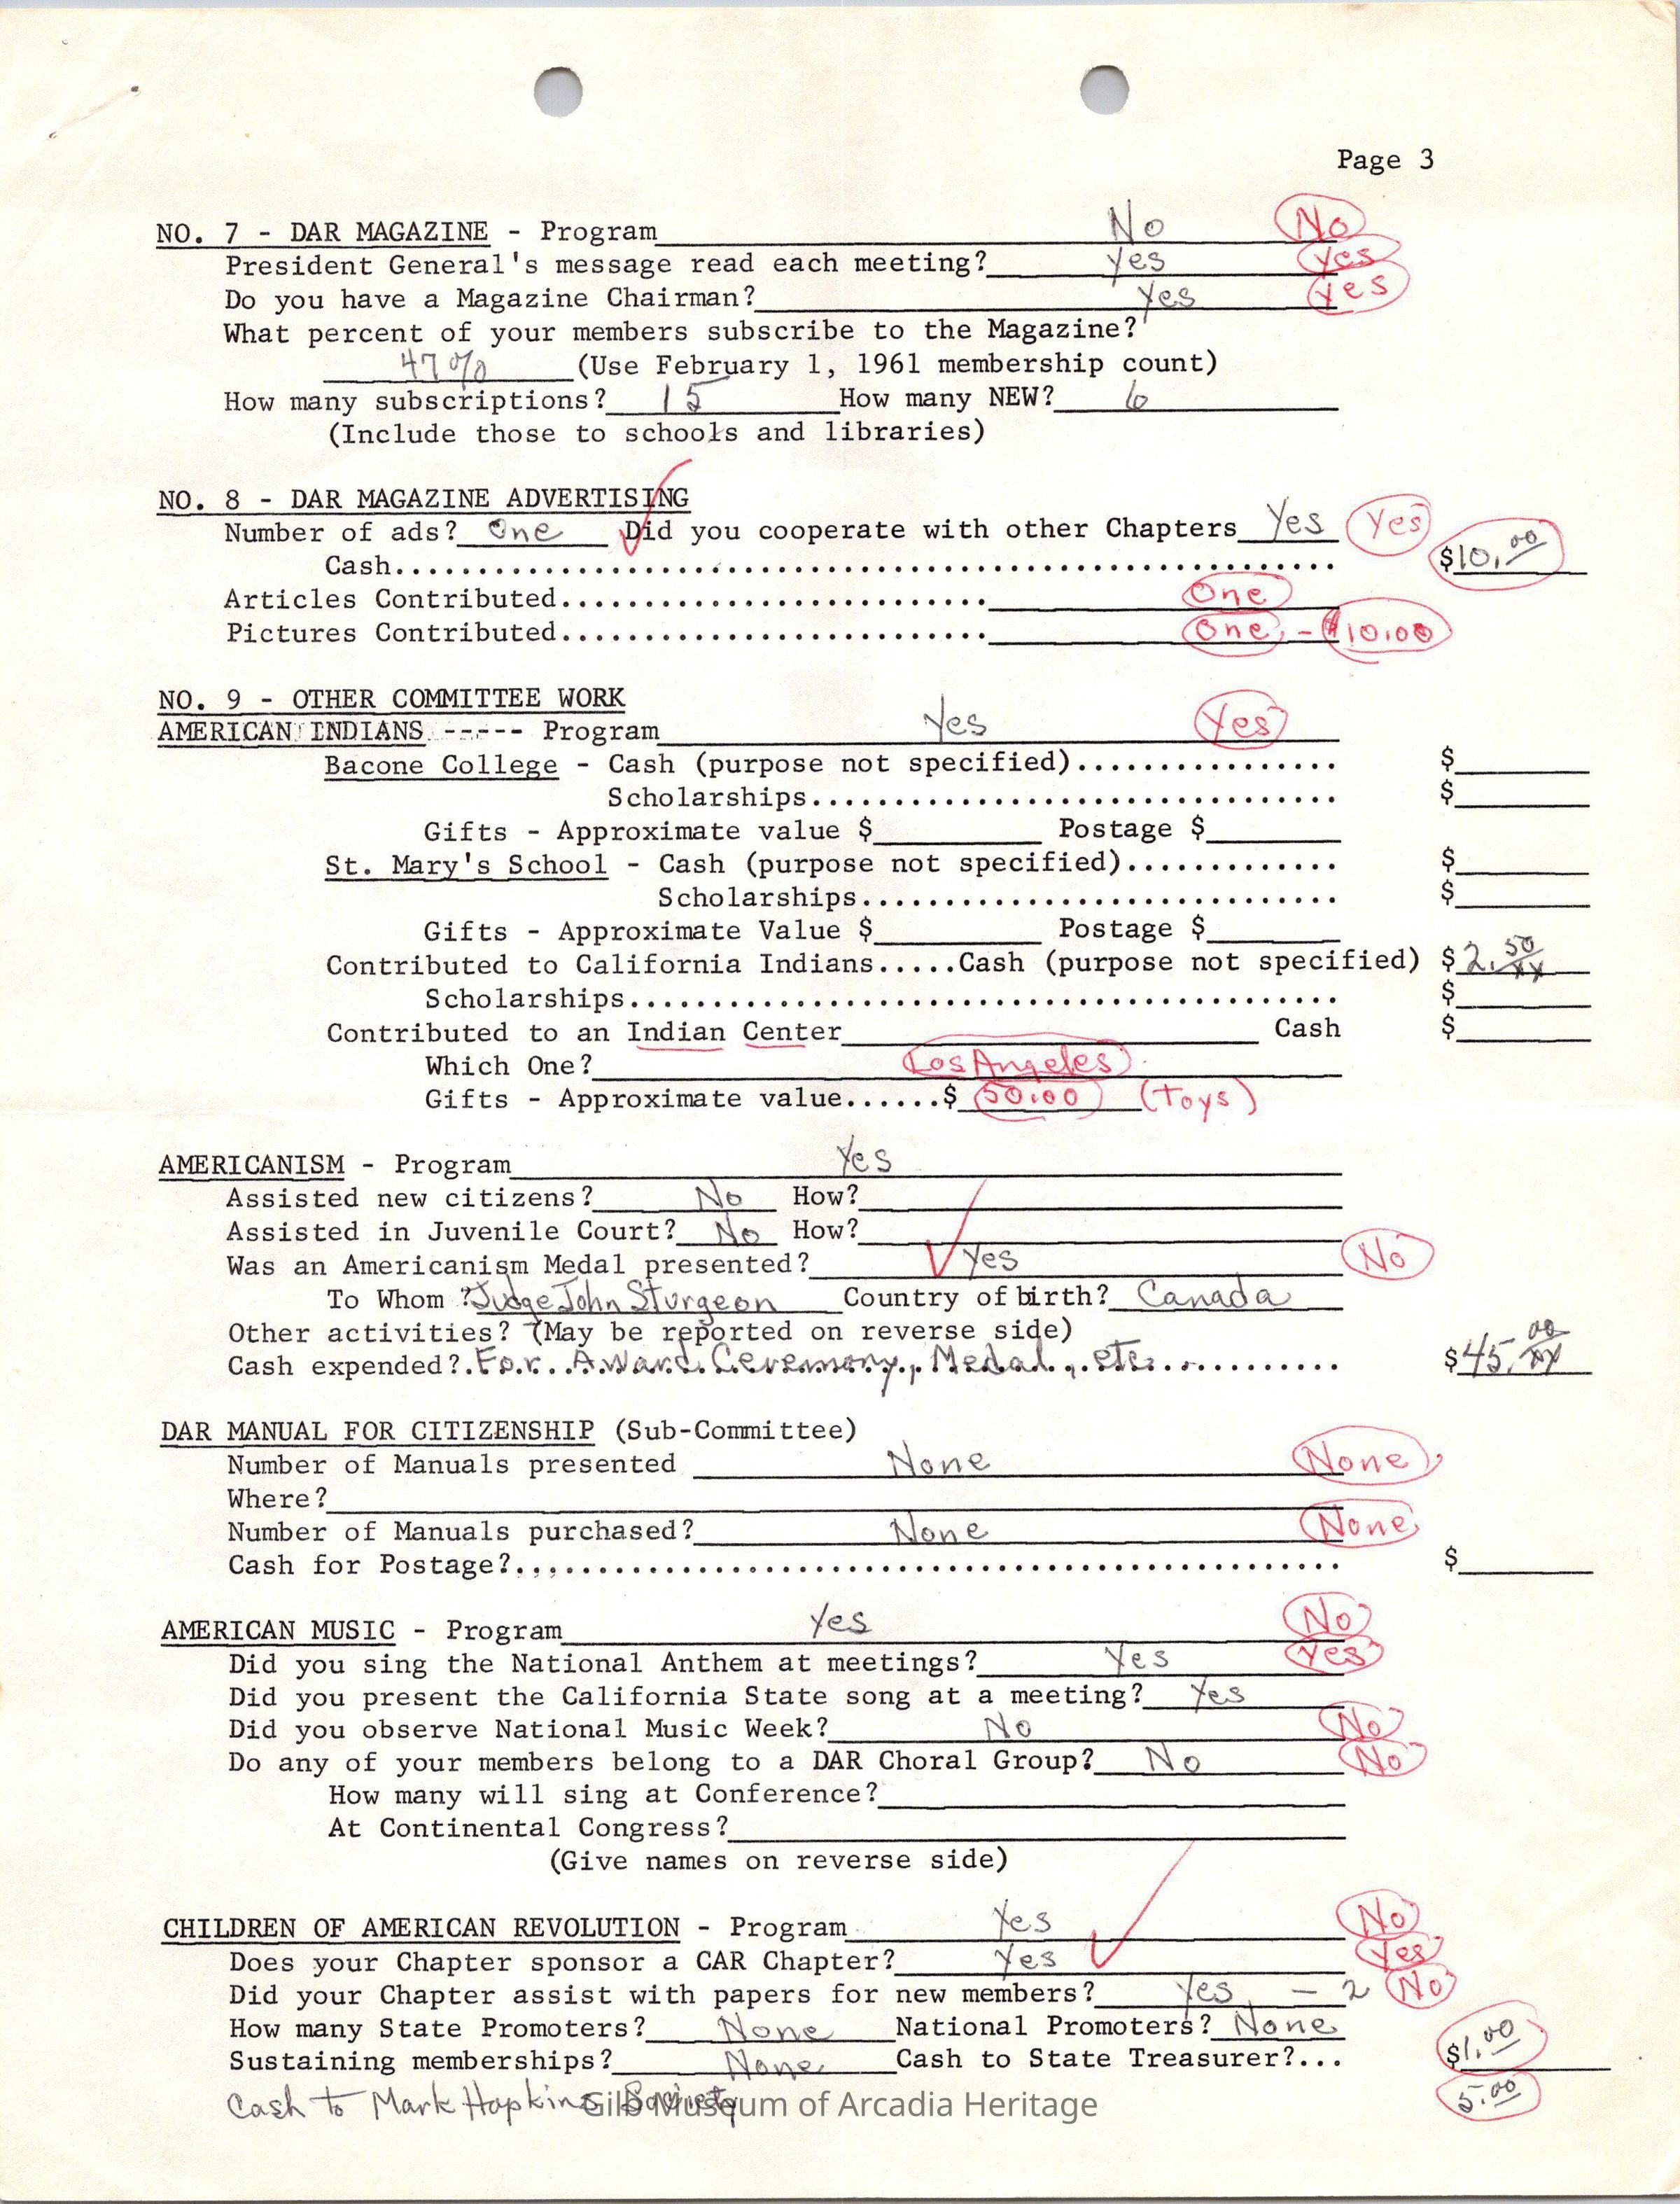 Page 3
NO. 7 - DAR MAGAZINE - Program No No
President General's message read each meeting? yes yes
Do you have a Magazine Chairman? Yes Yes
What percent of your members subscribe to the Magazine?
47% (Use February 1, 1961 membership count)
How many subscriptions? 15 How many NEW? 6
(Include those to schools and libraries)
NO. 8 - DAR MAGAZINE ADVERTISING
Number of ads? One Did you cooperate with other Chapters Yes Yes
Cash........................................................ $10.00
Articles Contributed.......................... One
Pictures Contributed.......................... One - $10.00
NO. 9 - OTHER COMMITTEE WORK
AMERICAN INDIANS ----- Program Yes Yes
Bacone College - Cash (purpose not specified)................ $
Scholarships................................ $
Gifts - Approximate value $ Postage $
St. Mary's School - Cash (purpose not specified)............. $
Scholarships............................. $
Gifts - Approximate Value $ Postage $
Contributed to California Indians.....Cash (purpose not specified) $2.50/xx
Scholarships........................................... $
Contributed to an Indian Center Cash $
Which One? Los Angeles
Gifts - Approximate value......$ 50.00 (Toys)
AMERICANISM - Program Yes
Assisted new citizens? No How?
Assisted in Juvenile Court? No How?
Was an Americanism Medal presented? Yes No
To Whom ? Judge John Sturgeon Country of birth? Canada
Other activities? (May be reported on reverse side)
Cash expended? For Award Ceremony, Medal, etc........... $45.00/xx
DAR MANUAL FOR CITIZENSHIP (Sub-Committee)
Number of Manuals presented None None
Where?
Number of Manuals purchased? None None
Cash for Postage?.................................................. $
AMERICAN MUSIC - Program Yes No
Did you sing the National Anthem at meetings? Yes Yes
Did you present the California State song at a meeting? Yes
Did you observe National Music Week? No No
Do any of your members belong to a DAR Choral Group? No No
How many will sing at Conference?
At Continental Congress?
(Give names on reverse side)
CHILDREN OF AMERICAN REVOLUTION - Program Yes No
Does your Chapter sponsor a CAR Chapter? Yes Yes
Did your Chapter assist with papers for new members? Yes - 2 No
How many State Promoters? None National Promoters? None
Sustaining memberships? None Cash to State Treasurer?... $1.00
Cash to Mark Hopkins Society 5.00
Gilb Museum of Arcadia Heritage